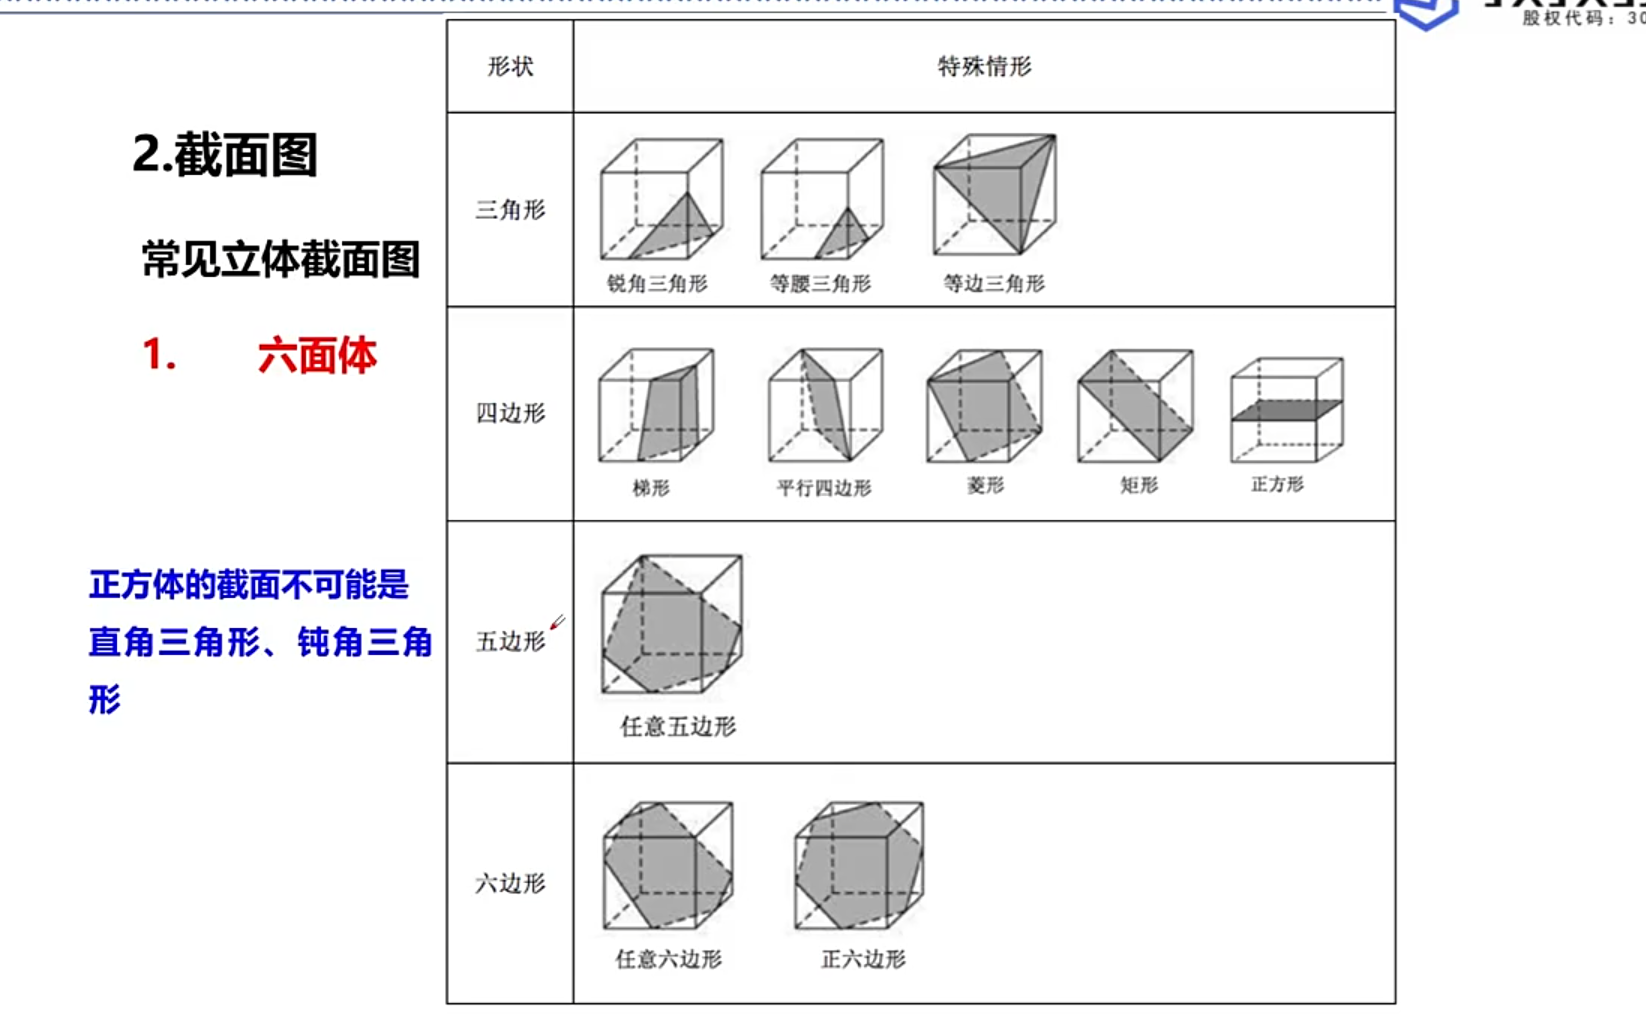 股权代码：30
形状
特殊情形
2.截面图
常见立体截面图
1. 六面体
正方体的截面不可能是
直角三角形、钝角三角
形
三角形
锐角三角形
等腰三角形
等边三角形
四边形
梯形
平行四边形
菱形
矩形
正方形
五边形
任意五边形
六边形
任意六边形
正六边形